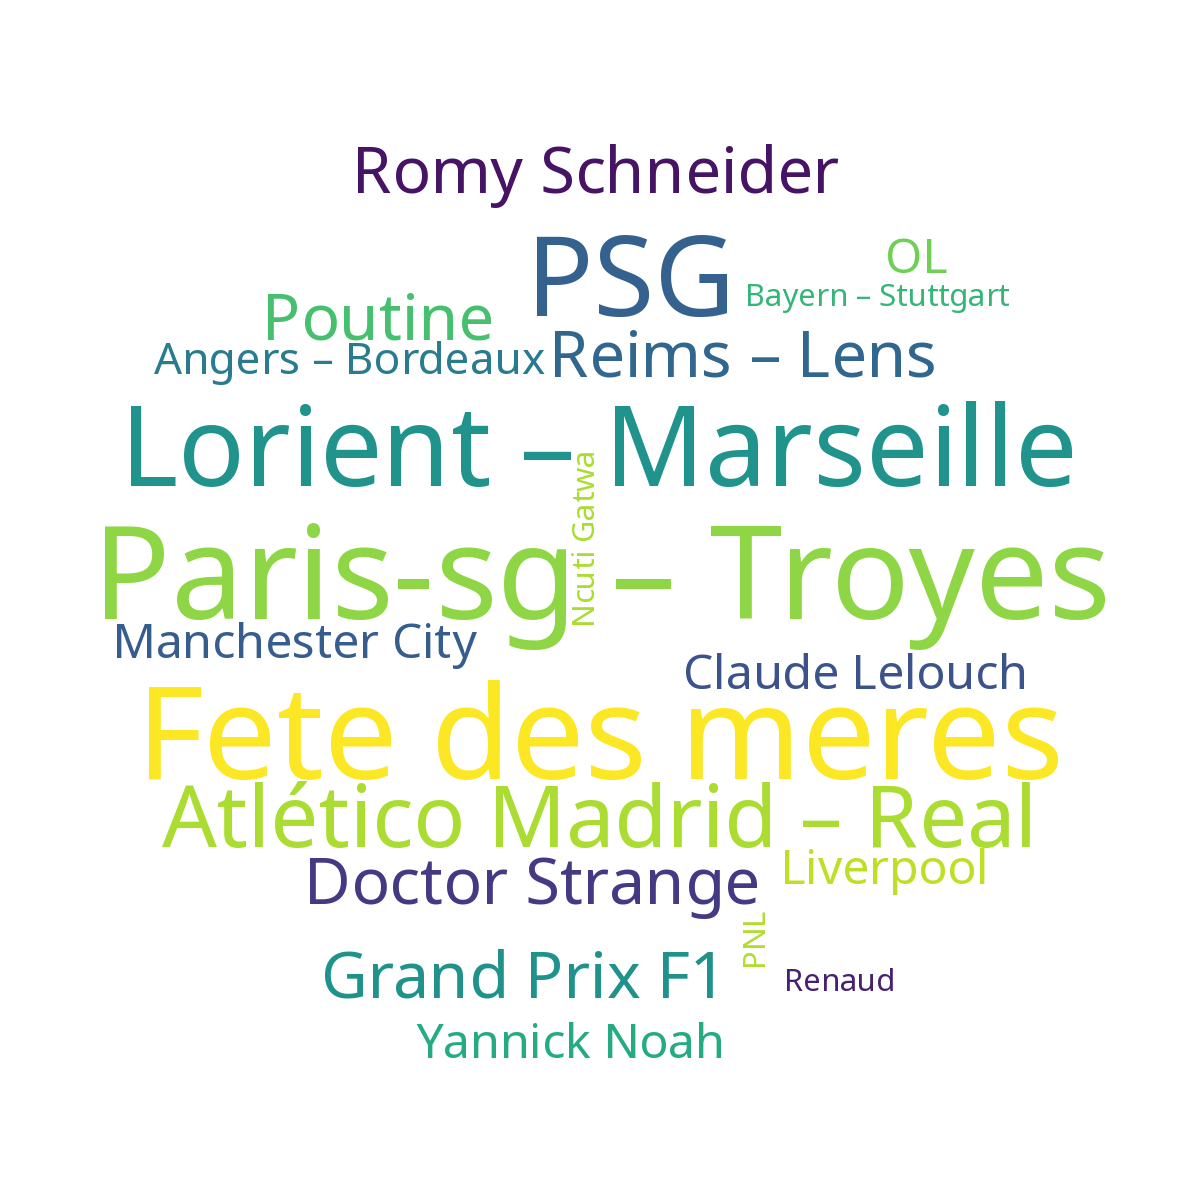 Romy Schneider
PSG
OL
Bayern – Stuttgart
Poutine
Angers – Bordeaux
Reims – Lens
Lorient – Marseille
Ncuti Gatwa
Paris-sg – Troyes
Manchester City
Claude Lelouch
Fete des meres
Atlético Madrid – Real
Doctor Strange
Liverpool
PNL
Grand Prix F1
Renaud
Yannick Noah